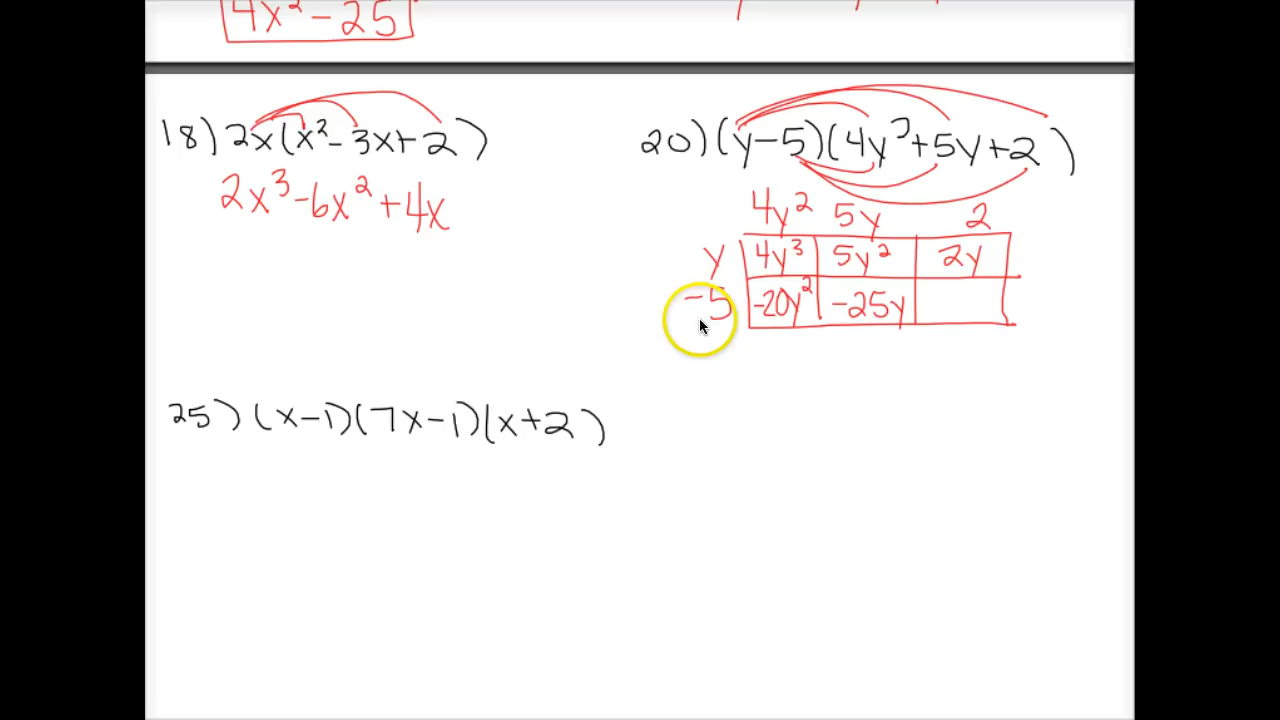 4x² - 25
18) 2x(x² - 3x + 2)
2x³ - 6x² + 4x
20) (y - 5)(4y² + 5y + 2)
4y² 5y 2
y 4y³ 5y² 2y
-5 -20y² -25y
25) (x - 1)(7x - 1)(x + 2)